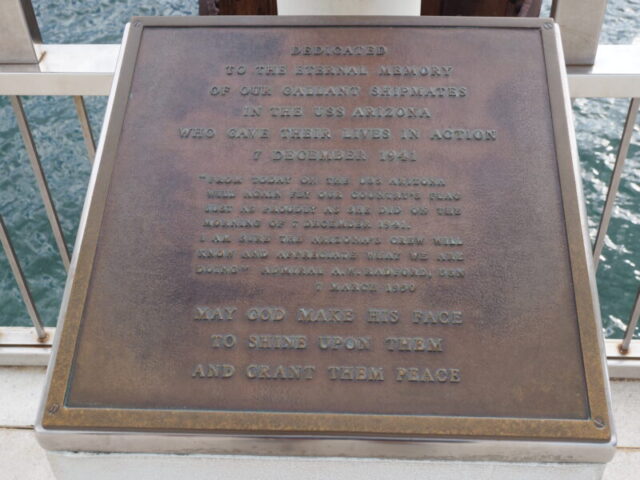 DEDICATED
TO THE ETERNAL MEMORY
OF OUR GALLANT SHIPMATES
IN THE USS ARIZONA
WHO GAVE THEIR LIVES IN ACTION
7 DECEMBER 1941
"FROM TODAY ON THE USS ARIZONA
WILL AGAIN FLY OUR COUNTRY'S FLAG
JUST AS PROUDLY AS SHE DID ON THE
MORNING OF 7 DECEMBER 1941.
I AM SURE THE ARIZONA'S CREW WILL
KNOW AND APPRECIATE WHAT WE ARE
DOING" ADMIRAL A.W. RADFORD, USN
7 MARCH 1950
MAY GOD MAKE HIS FACE
TO SHINE UPON THEM
AND GRANT THEM PEACE